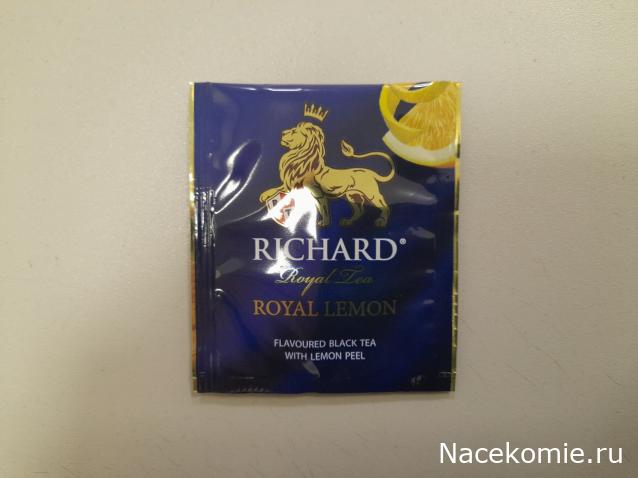 RICHARD®
Royal Tea
ROYAL LEMON
FLAVOURED BLACK TEA
WITH LEMON PEEL
Nacekomie.ru